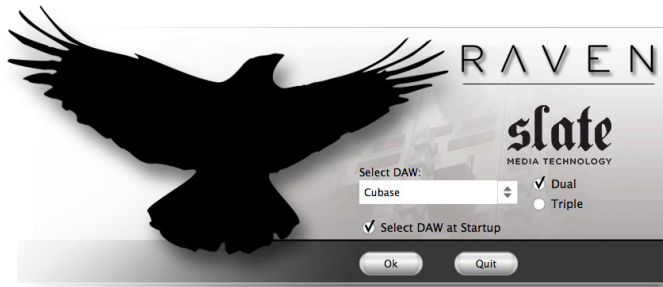 RAVEN
slate
MEDIA TECHNOLOGY
Select DAW:
Cubase
Dual
Triple
Select DAW at Startup
Ok
Quit